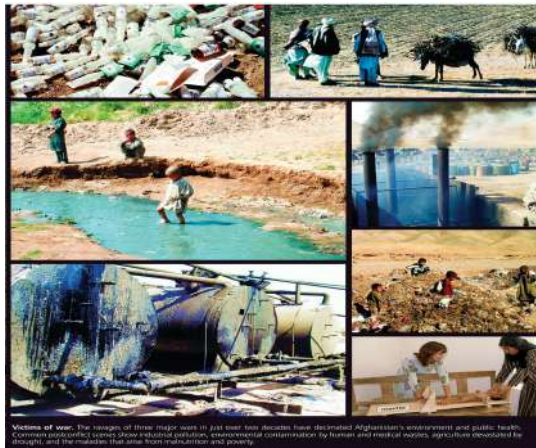 Victims of war. The ravages of three major wars in just over two decades have decimated Afghanistan's environment and public health.
Common postconflict scenes show industrial pollution, environmental contamination by human and medical wastes, agriculture devastated by
drought, and the maladies that arise from malnutrition and poverty.